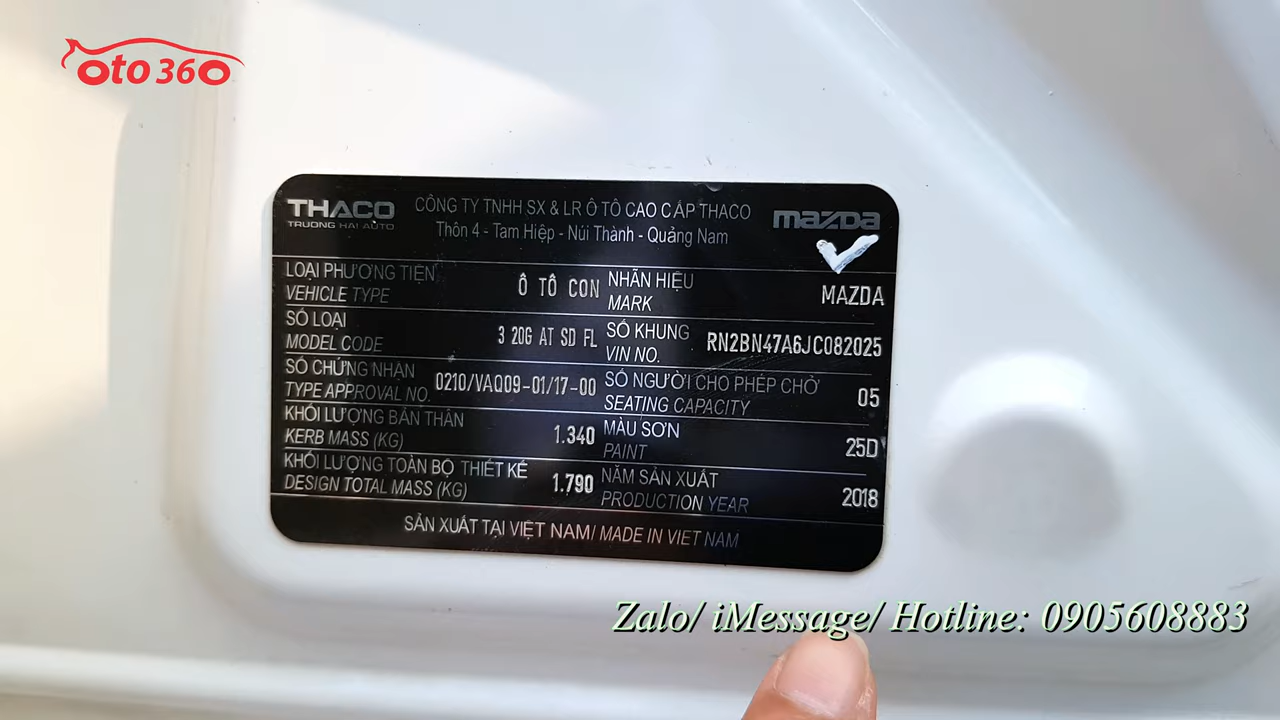 oto360
THACO
TRUONG HAI AUTO
CÔNG TY TNHH SX & LR Ô TÔ CAO CẤP THACO
Thôn 4 - Tam Hiệp - Núi Thành - Quảng Nam
mazda
LOẠI PHƯƠNG TIỆN
VEHICLE TYPE
Ô TÔ CON
NHÃN HIỆU
MARK
MAZDA
SỐ LOẠI
MODEL CODE
3 20G AT SD FL
SỐ KHUNG
VIN NO.
RN2BN47A6JC082025
SỐ CHỨNG NHẬN
TYPE APPROVAL NO.
0210/VAQ09-01/17-00
SỐ NGƯỜI CHO PHÉP CHỞ
SEATING CAPACITY
05
KHỐI LƯỢNG BẢN THÂN
KERB MASS (KG)
1.340
MÀU SƠN
PAINT
25D
KHỐI LƯỢNG TOÀN BỘ THIẾT KẾ
DESIGN TOTAL MASS (KG)
1.790
NĂM SẢN XUẤT
PRODUCTION YEAR
2018
SẢN XUẤT TẠI VIỆT NAM/ MADE IN VIET NAM
Zalo/ iMessage/ Hotline: 0905608883